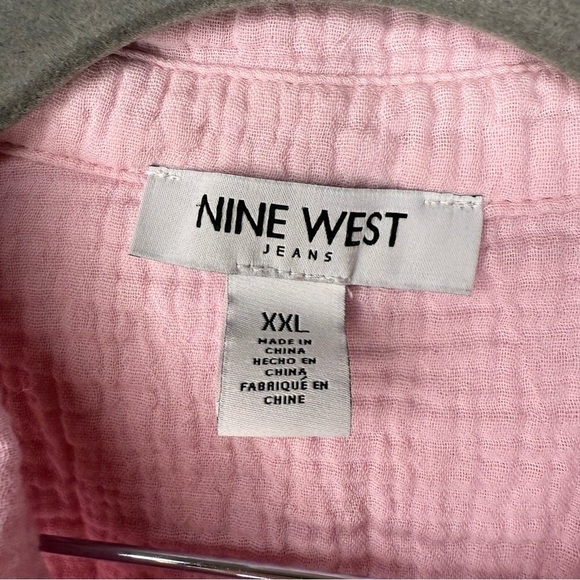 NINE WEST
JEANS
XXL
MADE IN
CHINA
HECHO EN
CHINA
FABRIQUÉ EN
CHINE